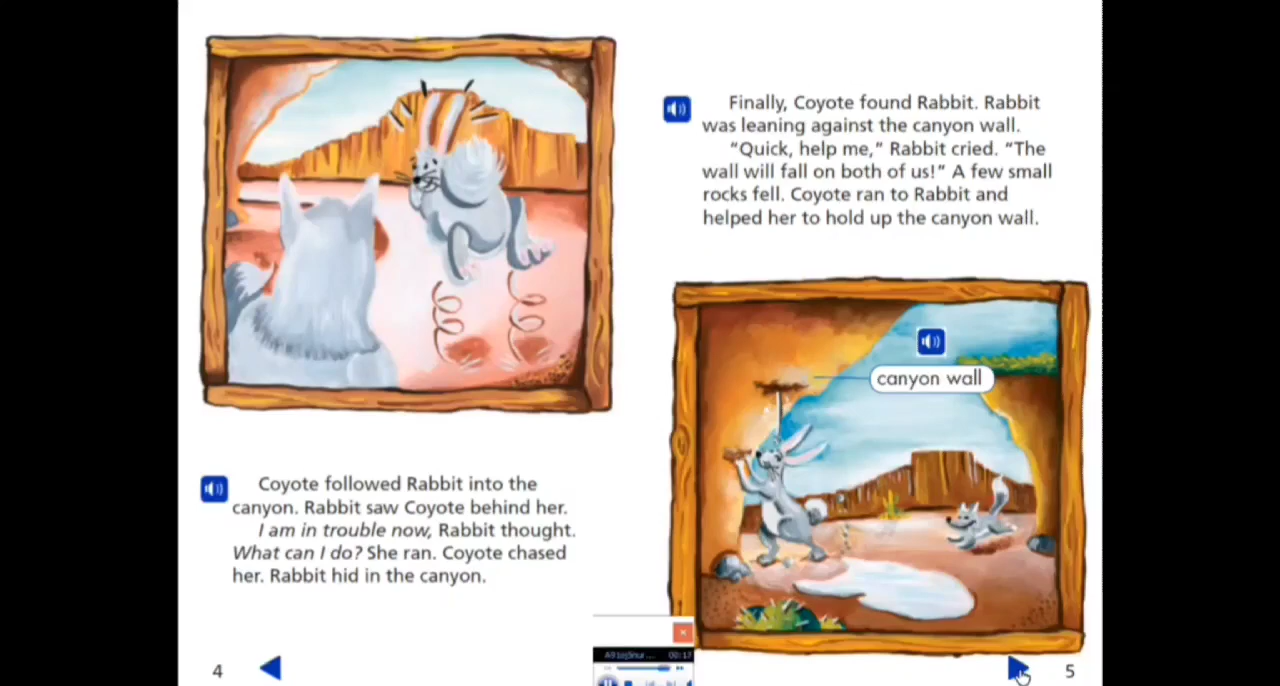 Coyote followed Rabbit into the
canyon. Rabbit saw Coyote behind her.
I am in trouble now, Rabbit thought.
What can I do? She ran. Coyote chased
her. Rabbit hid in the canyon.
4
Finally, Coyote found Rabbit. Rabbit
was leaning against the canyon wall.
“Quick, help me,” Rabbit cried. “The
wall will fall on both of us!” A few small
rocks fell. Coyote ran to Rabbit and
helped her to hold up the canyon wall.
canyon wall
00:17
5